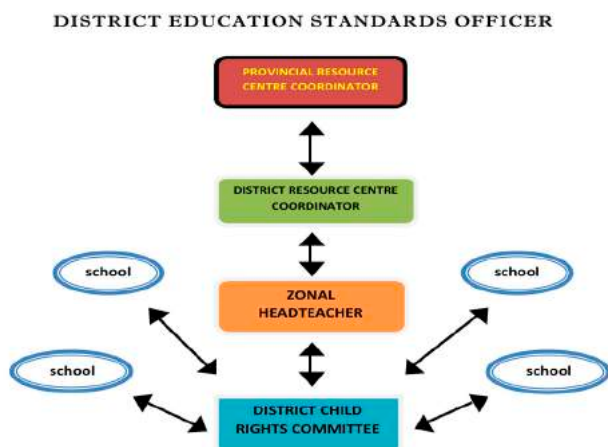 DISTRICT EDUCATION STANDARDS OFFICER
PROVINCIAL RESOURCE
CENTRE COORDINATOR
DISTRICT RESOURCE CENTRE
COORDINATOR
school
school
ZONAL
HEADTEACHER
school
school
DISTRICT CHILD
RIGHTS COMMITTEE